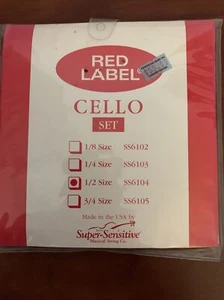 RED
LABEL
CELLO
SET
1/8 Size SS6102
1/4 Size SS6103
1/2 Size SS6104
3/4 Size SS6105
Made in the USA by
Super-Sensitive
Musical String Co.